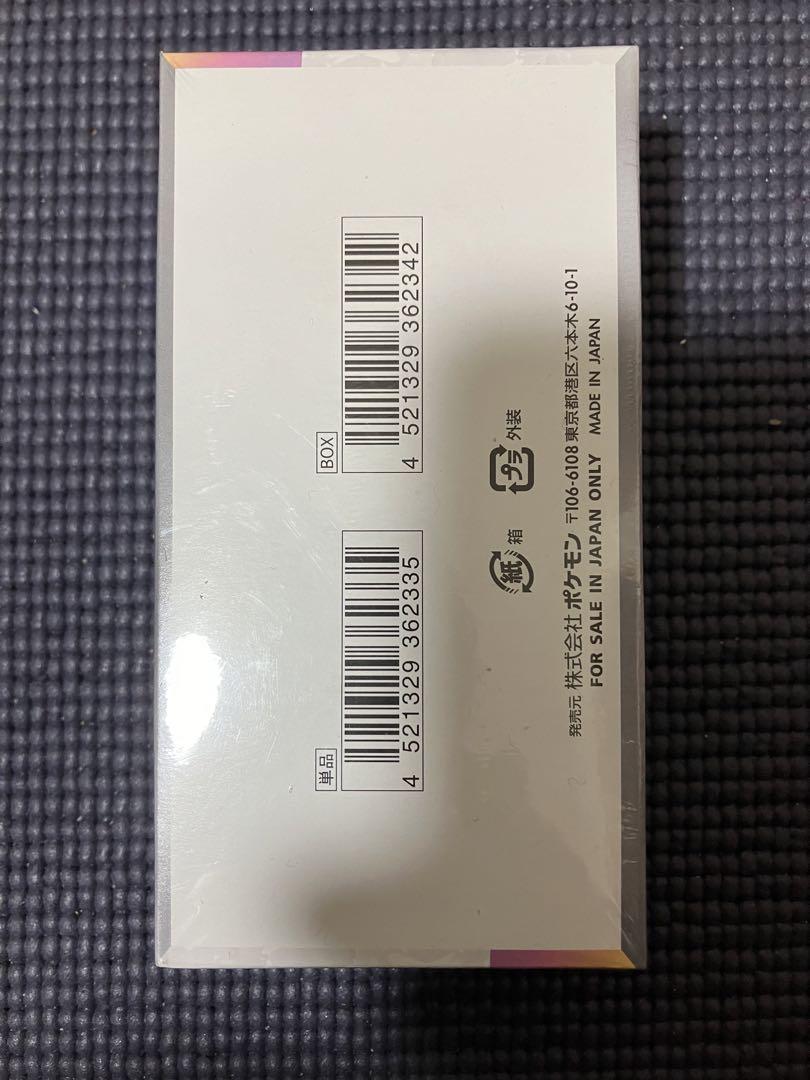 単品
4 521329 362335
BOX
4 521329 362342
紙 箱
プラ 外装
発売元 株式会社 ポケモン 〒106-6108 東京都港区六本木6-10-1
FOR SALE IN JAPAN ONLY MADE IN JAPAN